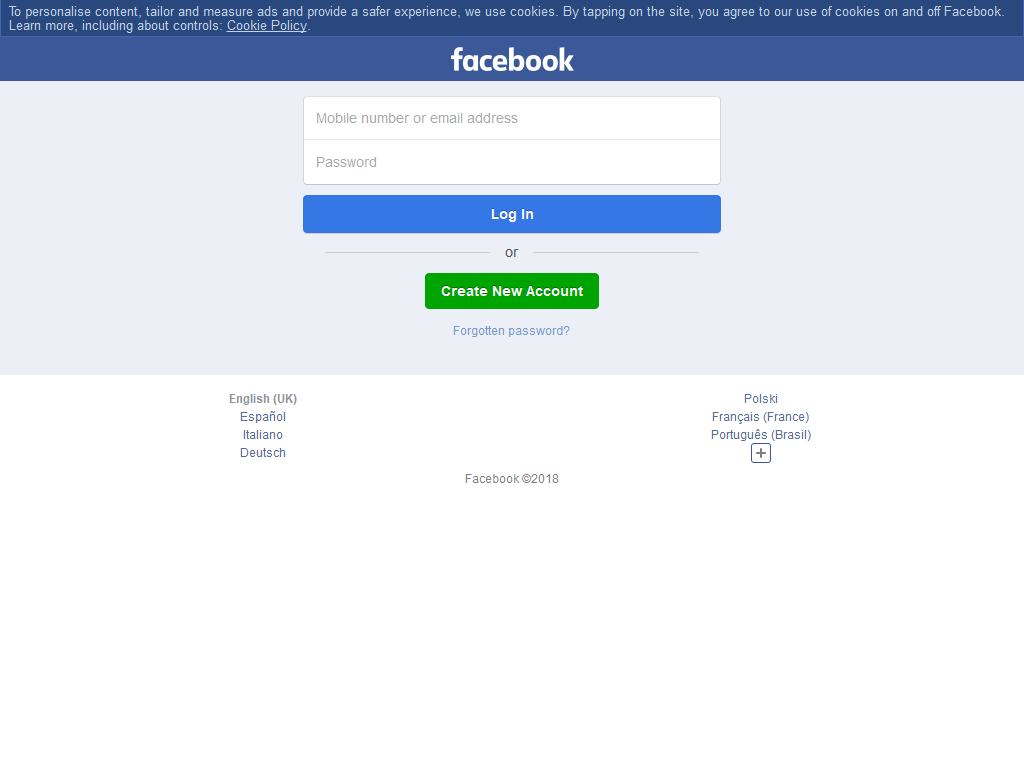 To personalise content, tailor and measure ads and provide a safer experience, we use cookies. By tapping on the site, you agree to our use of cookies on and off Facebook.
Learn more, including about controls: Cookie Policy.
facebook
Mobile number or email address
Password
Log In
or
Create New Account
Forgotten password?
English (UK)
Español
Italiano
Deutsch
Polski
Français (France)
Português (Brasil)
+
Facebook ©2018